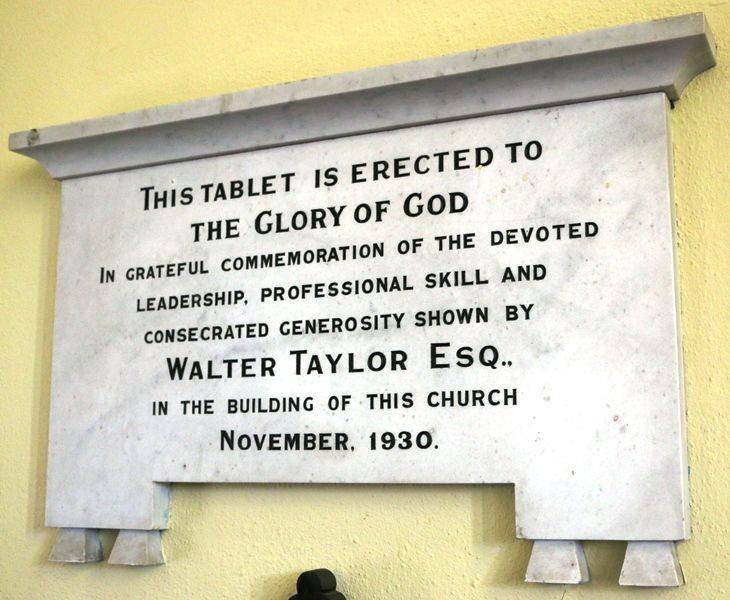 This tablet is erected to
the Glory of God
In grateful commemoration of the devoted
leadership, professional skill and
consecrated generosity shown by
Walter Taylor Esq.,
in the building of this church
November, 1930.